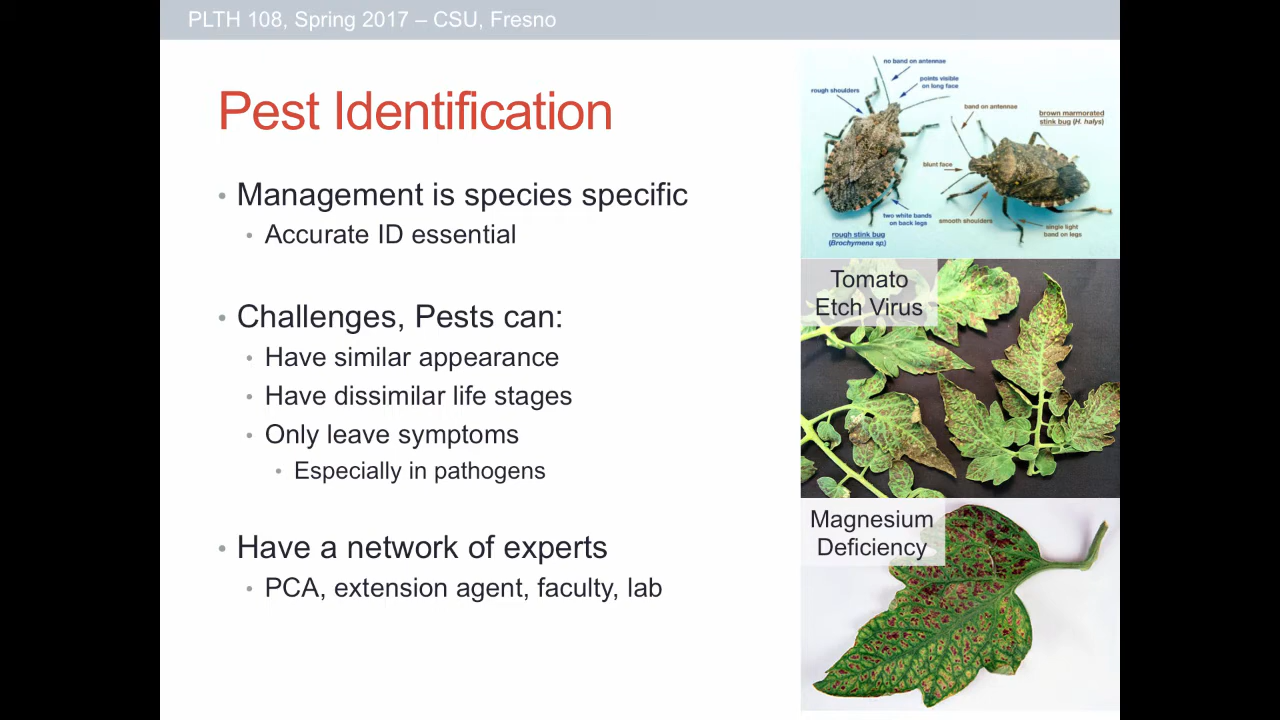 PLTH 108, Spring 2017 – CSU, Fresno
Pest Identification
• Management is species specific
• Accurate ID essential
• Challenges, Pests can:
• Have similar appearance
• Have dissimilar life stages
• Only leave symptoms
• Especially in pathogens
• Have a network of experts
• PCA, extension agent, faculty, lab
no band on antennae
points visible
on long face
rough shoulders
band on antennae
brown marmorated
stink bug (H. halys)
blunt face
two white bands
on back legs
smooth shoulders
single light
band on legs
rough stink bug
(Brochymena sp)
Tomato
Etch Virus
Magnesium
Deficiency